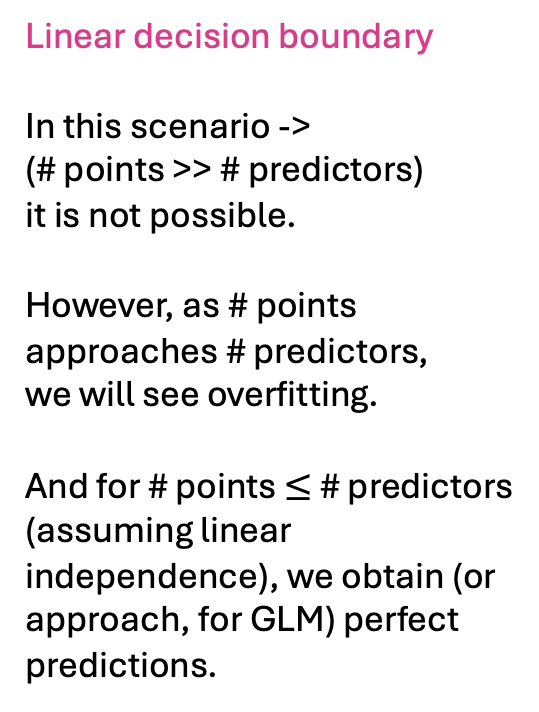 Linear decision boundary
In this scenario ->
(# points >> # predictors)
it is not possible.
However, as # points
approaches # predictors,
we will see overfitting.
And for # points ≤ # predictors
(assuming linear
independence), we obtain (or
approach, for GLM) perfect
predictions.